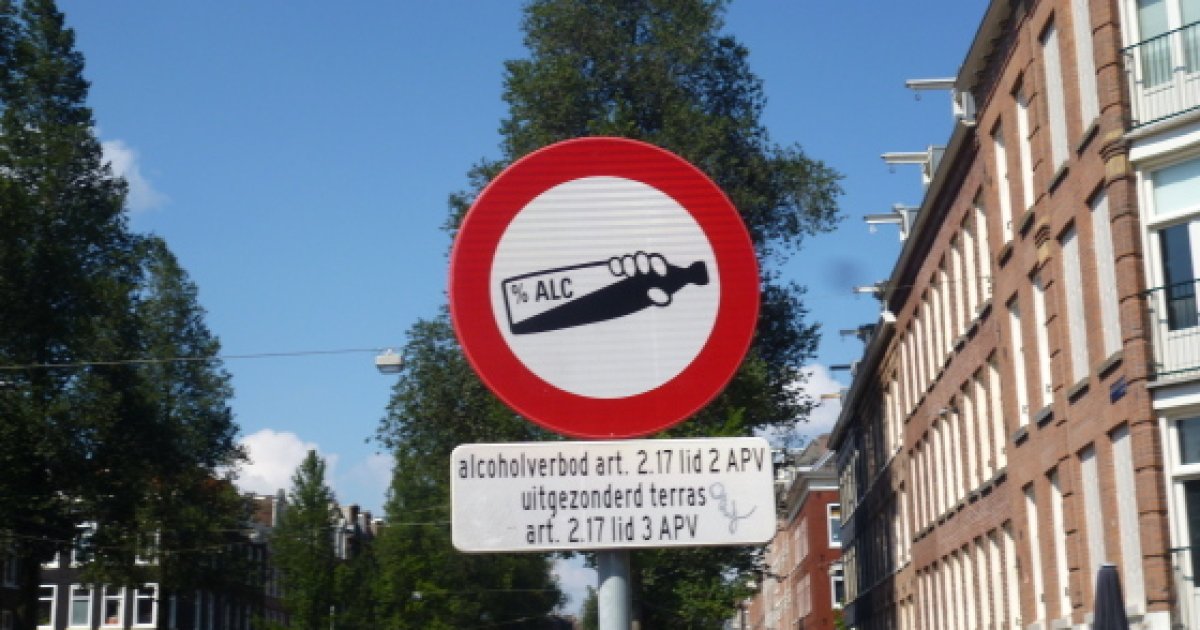 % ALC
alcoholverbod art. 2.17 lid 2 APV
uitgezonderd terras
art. 2.17 lid 3 APV